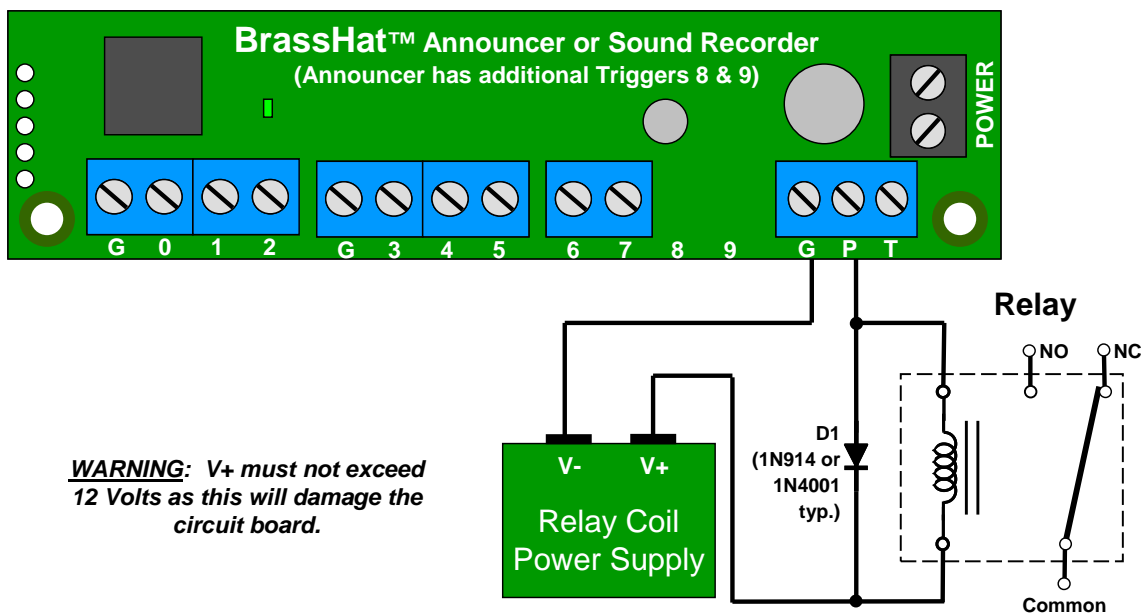 BrassHat™ Announcer or Sound Recorder
(Announcer has additional Triggers 8 & 9)
POWER
G 0 1 2 G 3 4 5 6 7 8 9 G P T
Relay
NO NC
D1
(1N914 or
1N4001
typ.)
WARNING: V+ must not exceed
12 Volts as this will damage the
circuit board.
V- V+
Relay Coil
Power Supply
Common